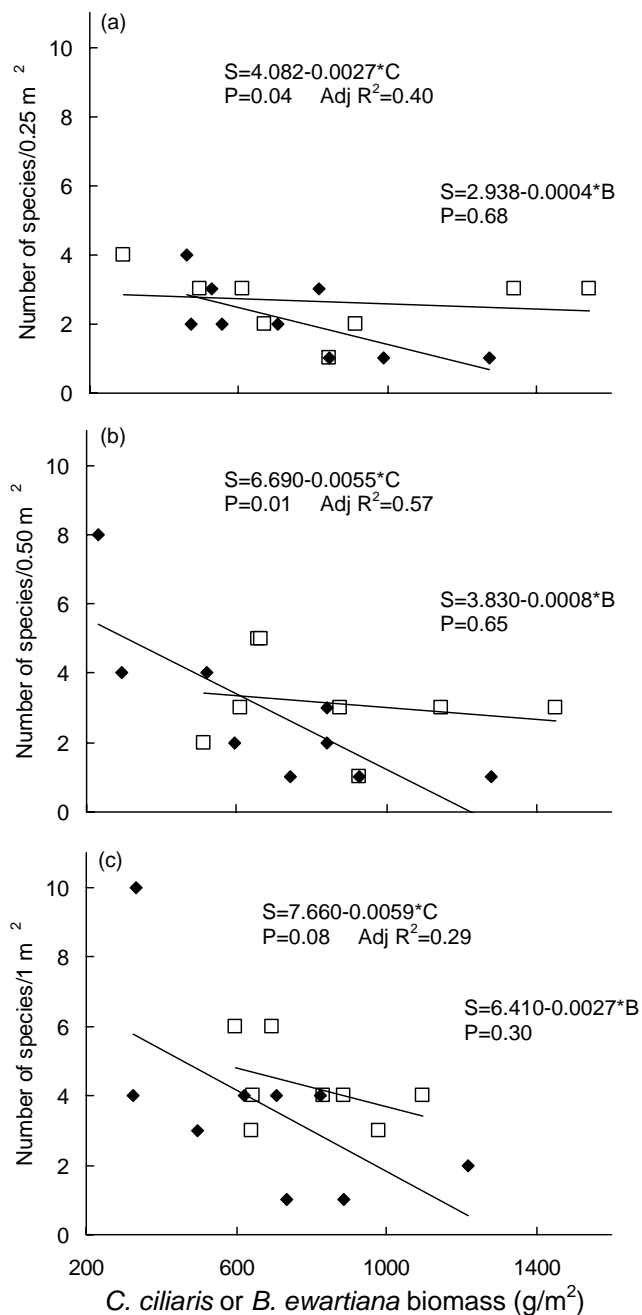 (a)
10
8
6
4
2
0
Number of species/0.25 m²
S=4.082-0.0027*C
P=0.04 Adj R²=0.40
S=2.938-0.0004*B
P=0.68
(b)
10
8
6
4
2
0
Number of species/0.50 m²
S=6.690-0.0055*C
P=0.01 Adj R²=0.57
S=3.830-0.0008*B
P=0.65
(c)
10
8
6
4
2
0
Number of species/1 m²
S=7.660-0.0059*C
P=0.08 Adj R²=0.29
S=6.410-0.0027*B
P=0.30
200 600 1000 1400
C. ciliaris or B. ewartiana biomass (g/m²)